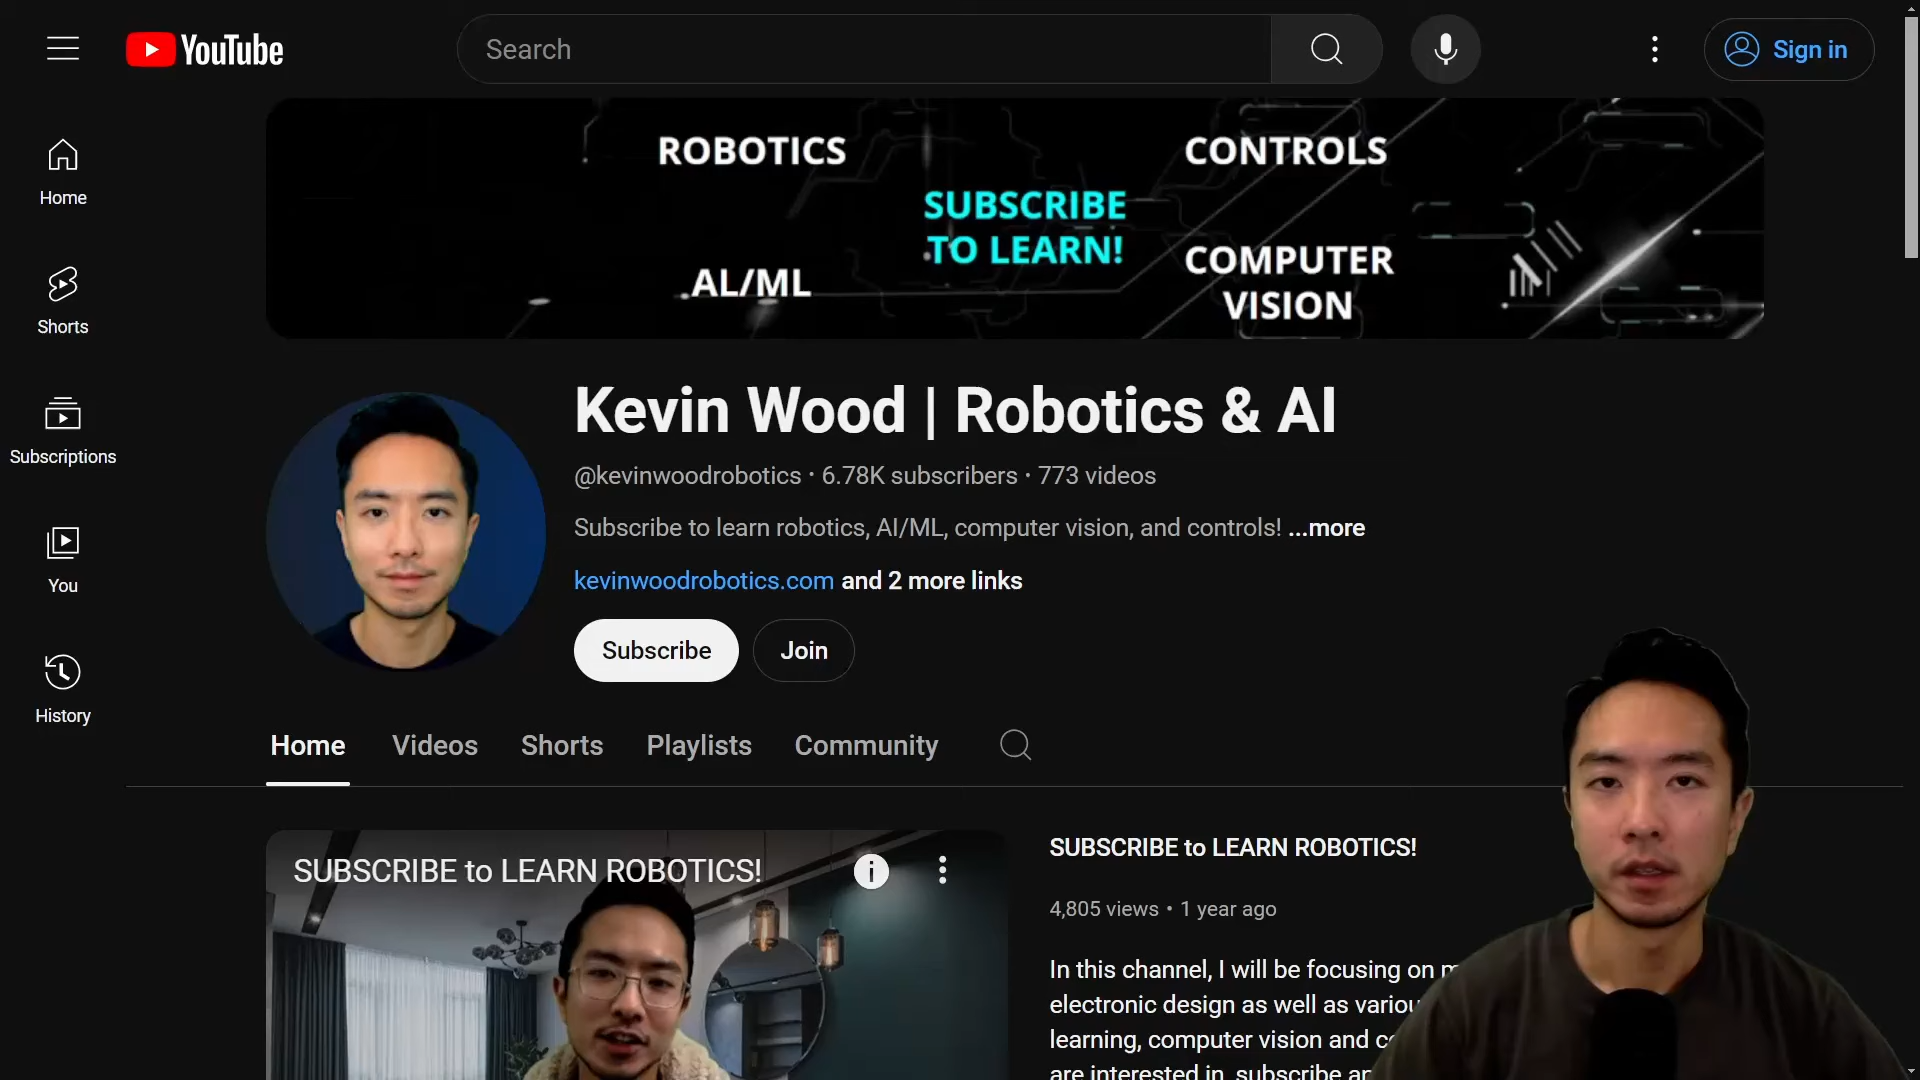 YouTube
Search
Sign in
Home
Shorts
Subscriptions
You
History
ROBOTICS
CONTROLS
SUBSCRIBE
TO LEARN!
AL/ML
COMPUTER
VISION
Kevin Wood | Robotics & AI
@kevinwoodrobotics • 6.78K subscribers • 773 videos
Subscribe to learn robotics, AI/ML, computer vision, and controls! ...more
kevinwoodrobotics.com and 2 more links
Subscribe
Join
Home
Videos
Shorts
Playlists
Community
SUBSCRIBE to LEARN ROBOTICS!
SUBSCRIBE to LEARN ROBOTICS!
4,805 views • 1 year ago
In this channel, I will be focusing on
electronic design as well as
learning, computer vision and
are interested in, subscribe